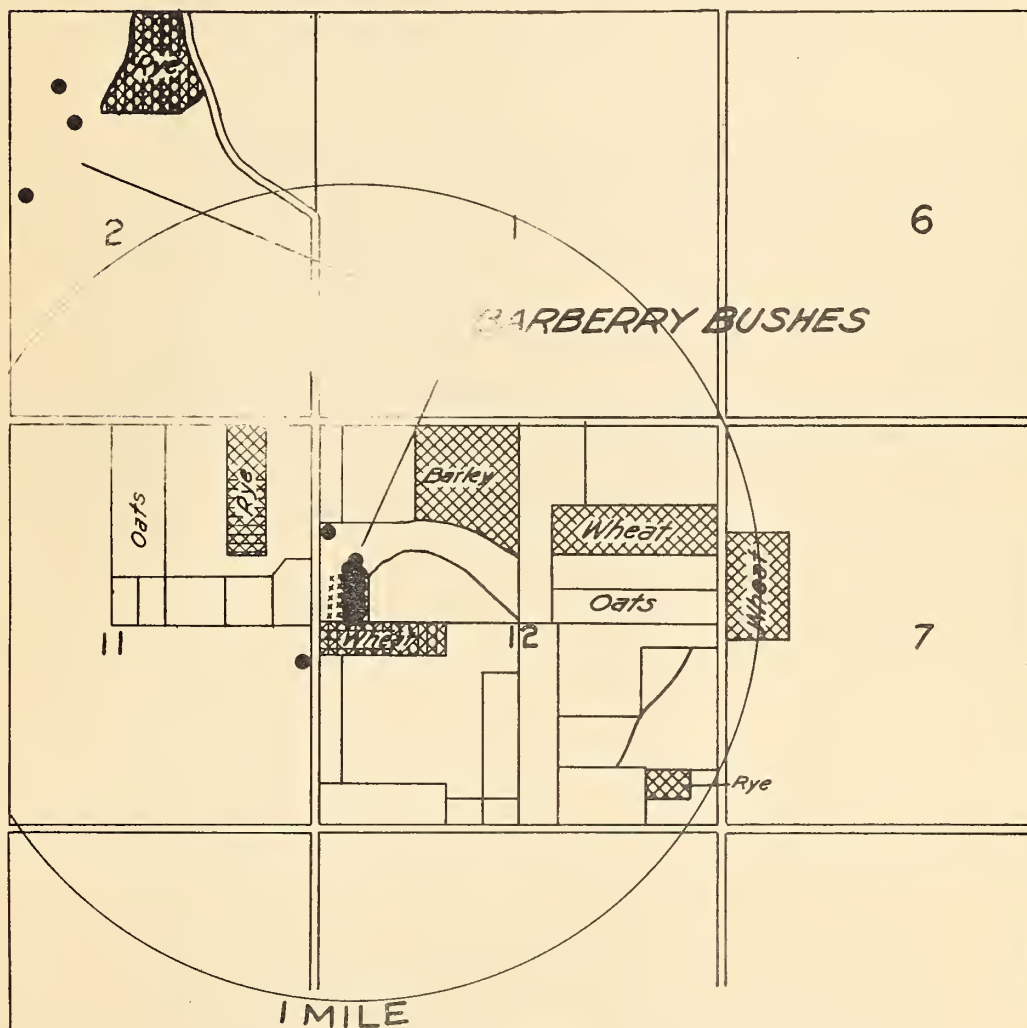 Rye
2
1
6
BARBERRY BUSHES
Oats
Rye
Barley
Wheat
Wheat
Oats
11
Wheat
12
7
Rye
1 MILE